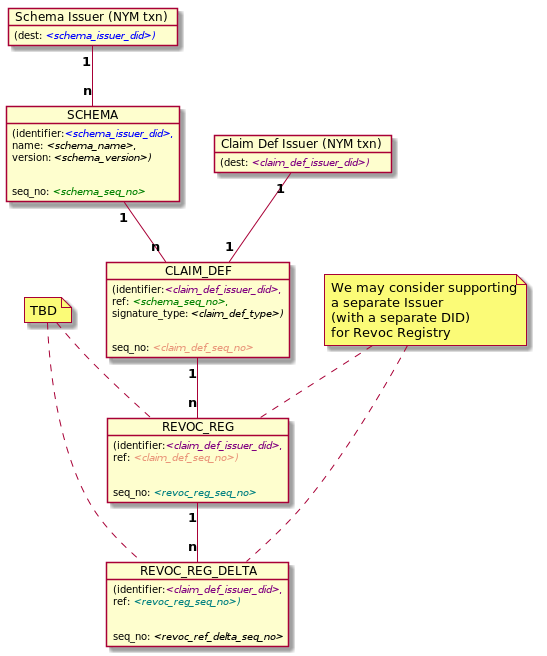 Schema Issuer (NYM txn)
(dest: <schema_issuer_did>)
1
n
SCHEMA
(identifier:<schema_issuer_did>,
name: <schema_name>,
version: <schema_version>)
seq_no: <schema_seq_no>
Claim Def Issuer (NYM txn)
(dest: <claim_def_issuer_did>)
1
n
1
1
CLAIM_DEF
(identifier:<claim_def_issuer_did>,
ref: <schema_seq_no>,
signature_type: <claim_def_type>)
seq_no: <claim_def_seq_no>
TBD
We may consider supporting
a separate Issuer
(with a separate DID)
for Revoc Registry
1
n
REVOC_REG
(identifier:<claim_def_issuer_did>,
ref: <claim_def_seq_no>)
seq_no: <revoc_reg_seq_no>
1
n
REVOC_REG_DELTA
(identifier:<claim_def_issuer_did>,
ref: <revoc_reg_seq_no>)
seq_no: <revoc_ref_delta_seq_no>